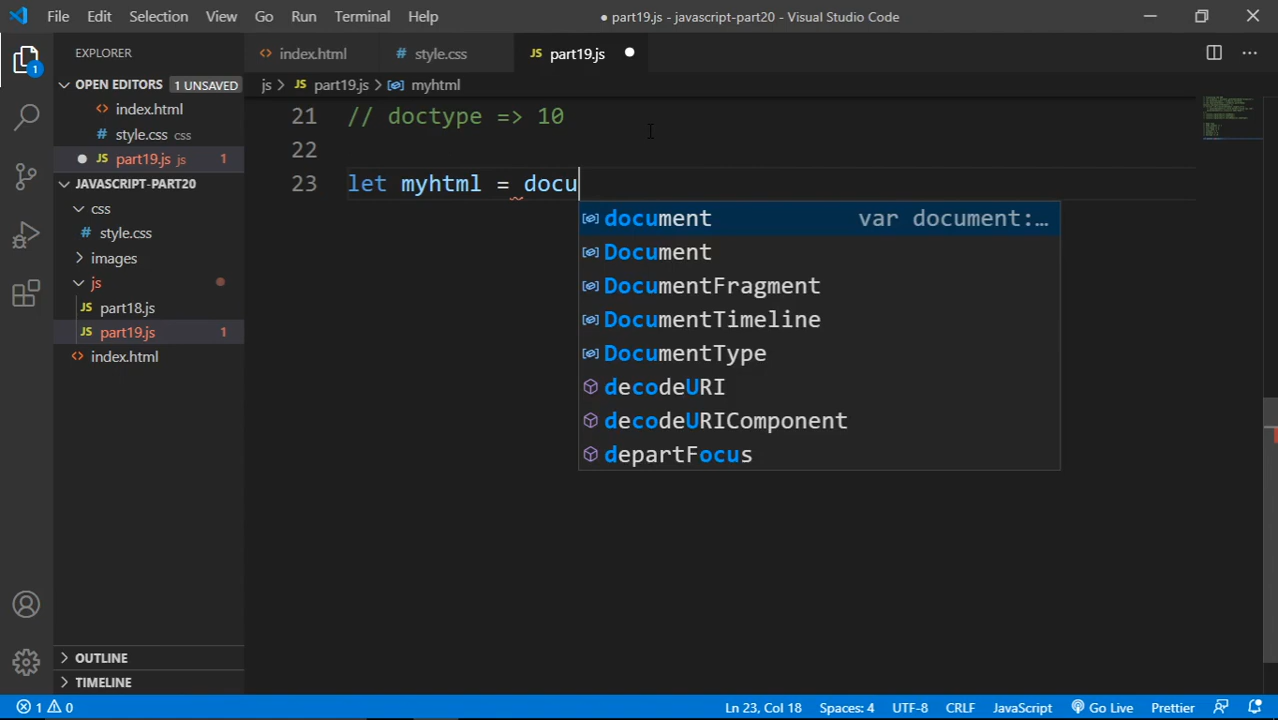 File Edit Selection View Go Run Terminal Help
● part19.js - javascript-part20 - Visual Studio Code
EXPLORER
index.html
style.css
JS part19.js
OPEN EDITORS 1 UNSAVED
js > JS part19.js > myhtml
index.html
style.css css
JS part19.js js 1
JAVASCRIPT-PART20
css
style.css
images
js
JS part18.js
JS part19.js 1
index.html
OUTLINE
TIMELINE
1
21 // doctype => 10
22
23 let myhtml = docu
document var document:…
Document
DocumentFragment
DocumentTimeline
DocumentType
decodeURI
decodeURIComponent
departFocus
1 0
Ln 23, Col 18 Spaces: 4 UTF-8 CRLF JavaScript Go Live Prettier